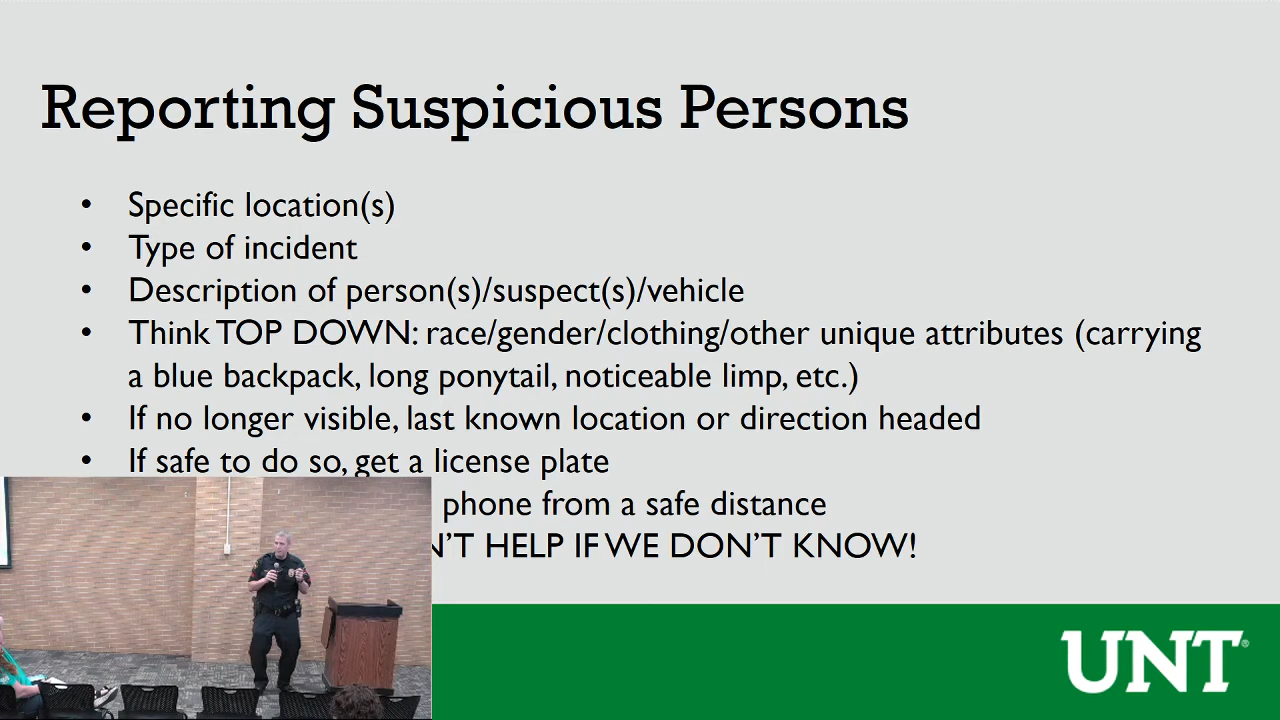 Reporting Suspicious Persons
• Specific location(s)
• Type of incident
• Description of person(s)/suspect(s)/vehicle
• Think TOP DOWN: race/gender/clothing/other unique attributes (carrying
a blue backpack, long ponytail, noticeable limp, etc.)
• If no longer visible, last known location or direction headed
• If safe to do so, get a license plate
phone from a safe distance
N'T HELP IF WE DON'T KNOW!
UNT®